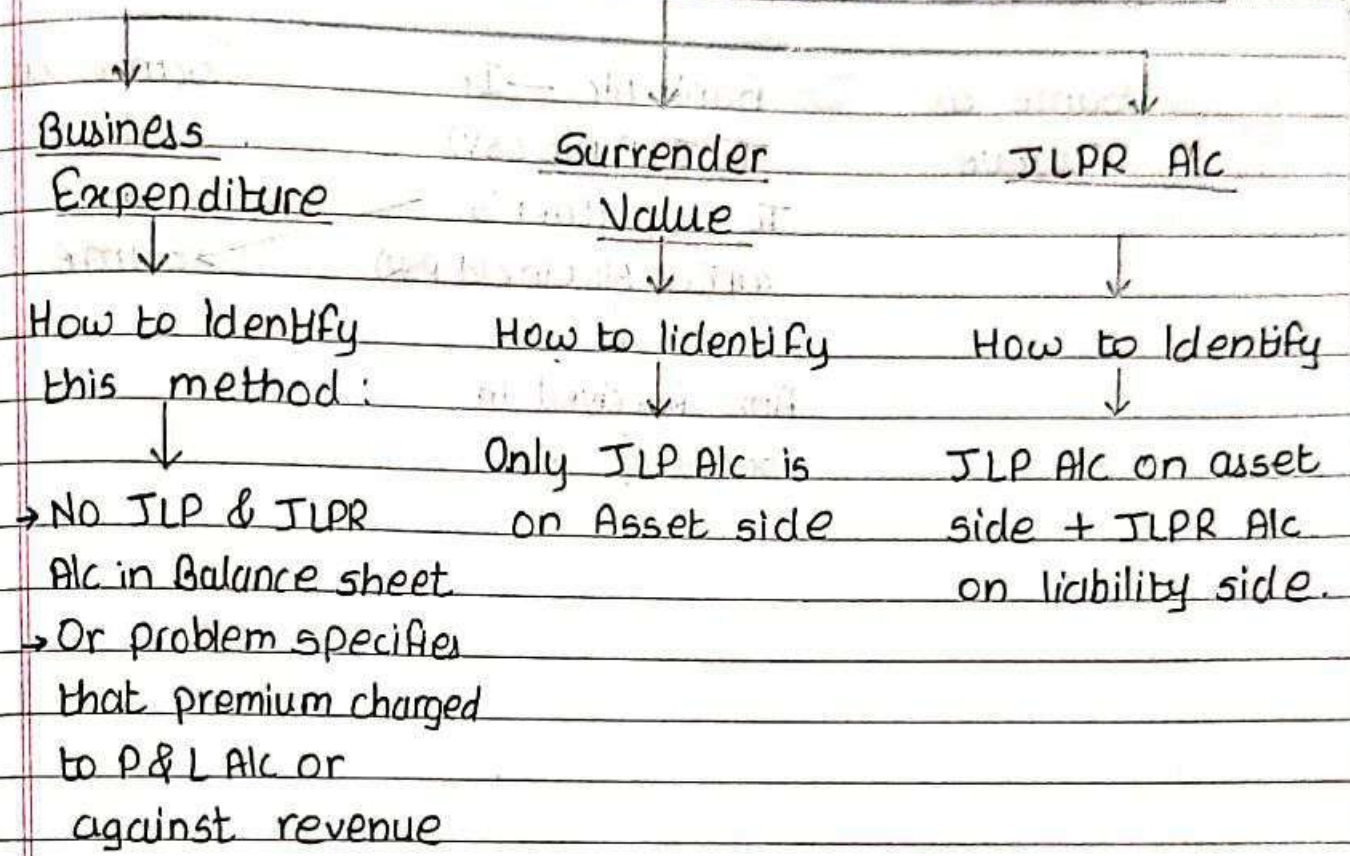 Business
Expenditure
How to Identify
this method :
→ No JLP & JLPR
A/c in Balance sheet
→ Or problem specifies
that premium charged
to P & L A/c or
against revenue
Surrender
Value
How to Iidentify
Only JLP A/c is
on Asset side
JLPR A/c
How to Identify
JLP A/c on asset
side + JLPR A/c
on liability side.